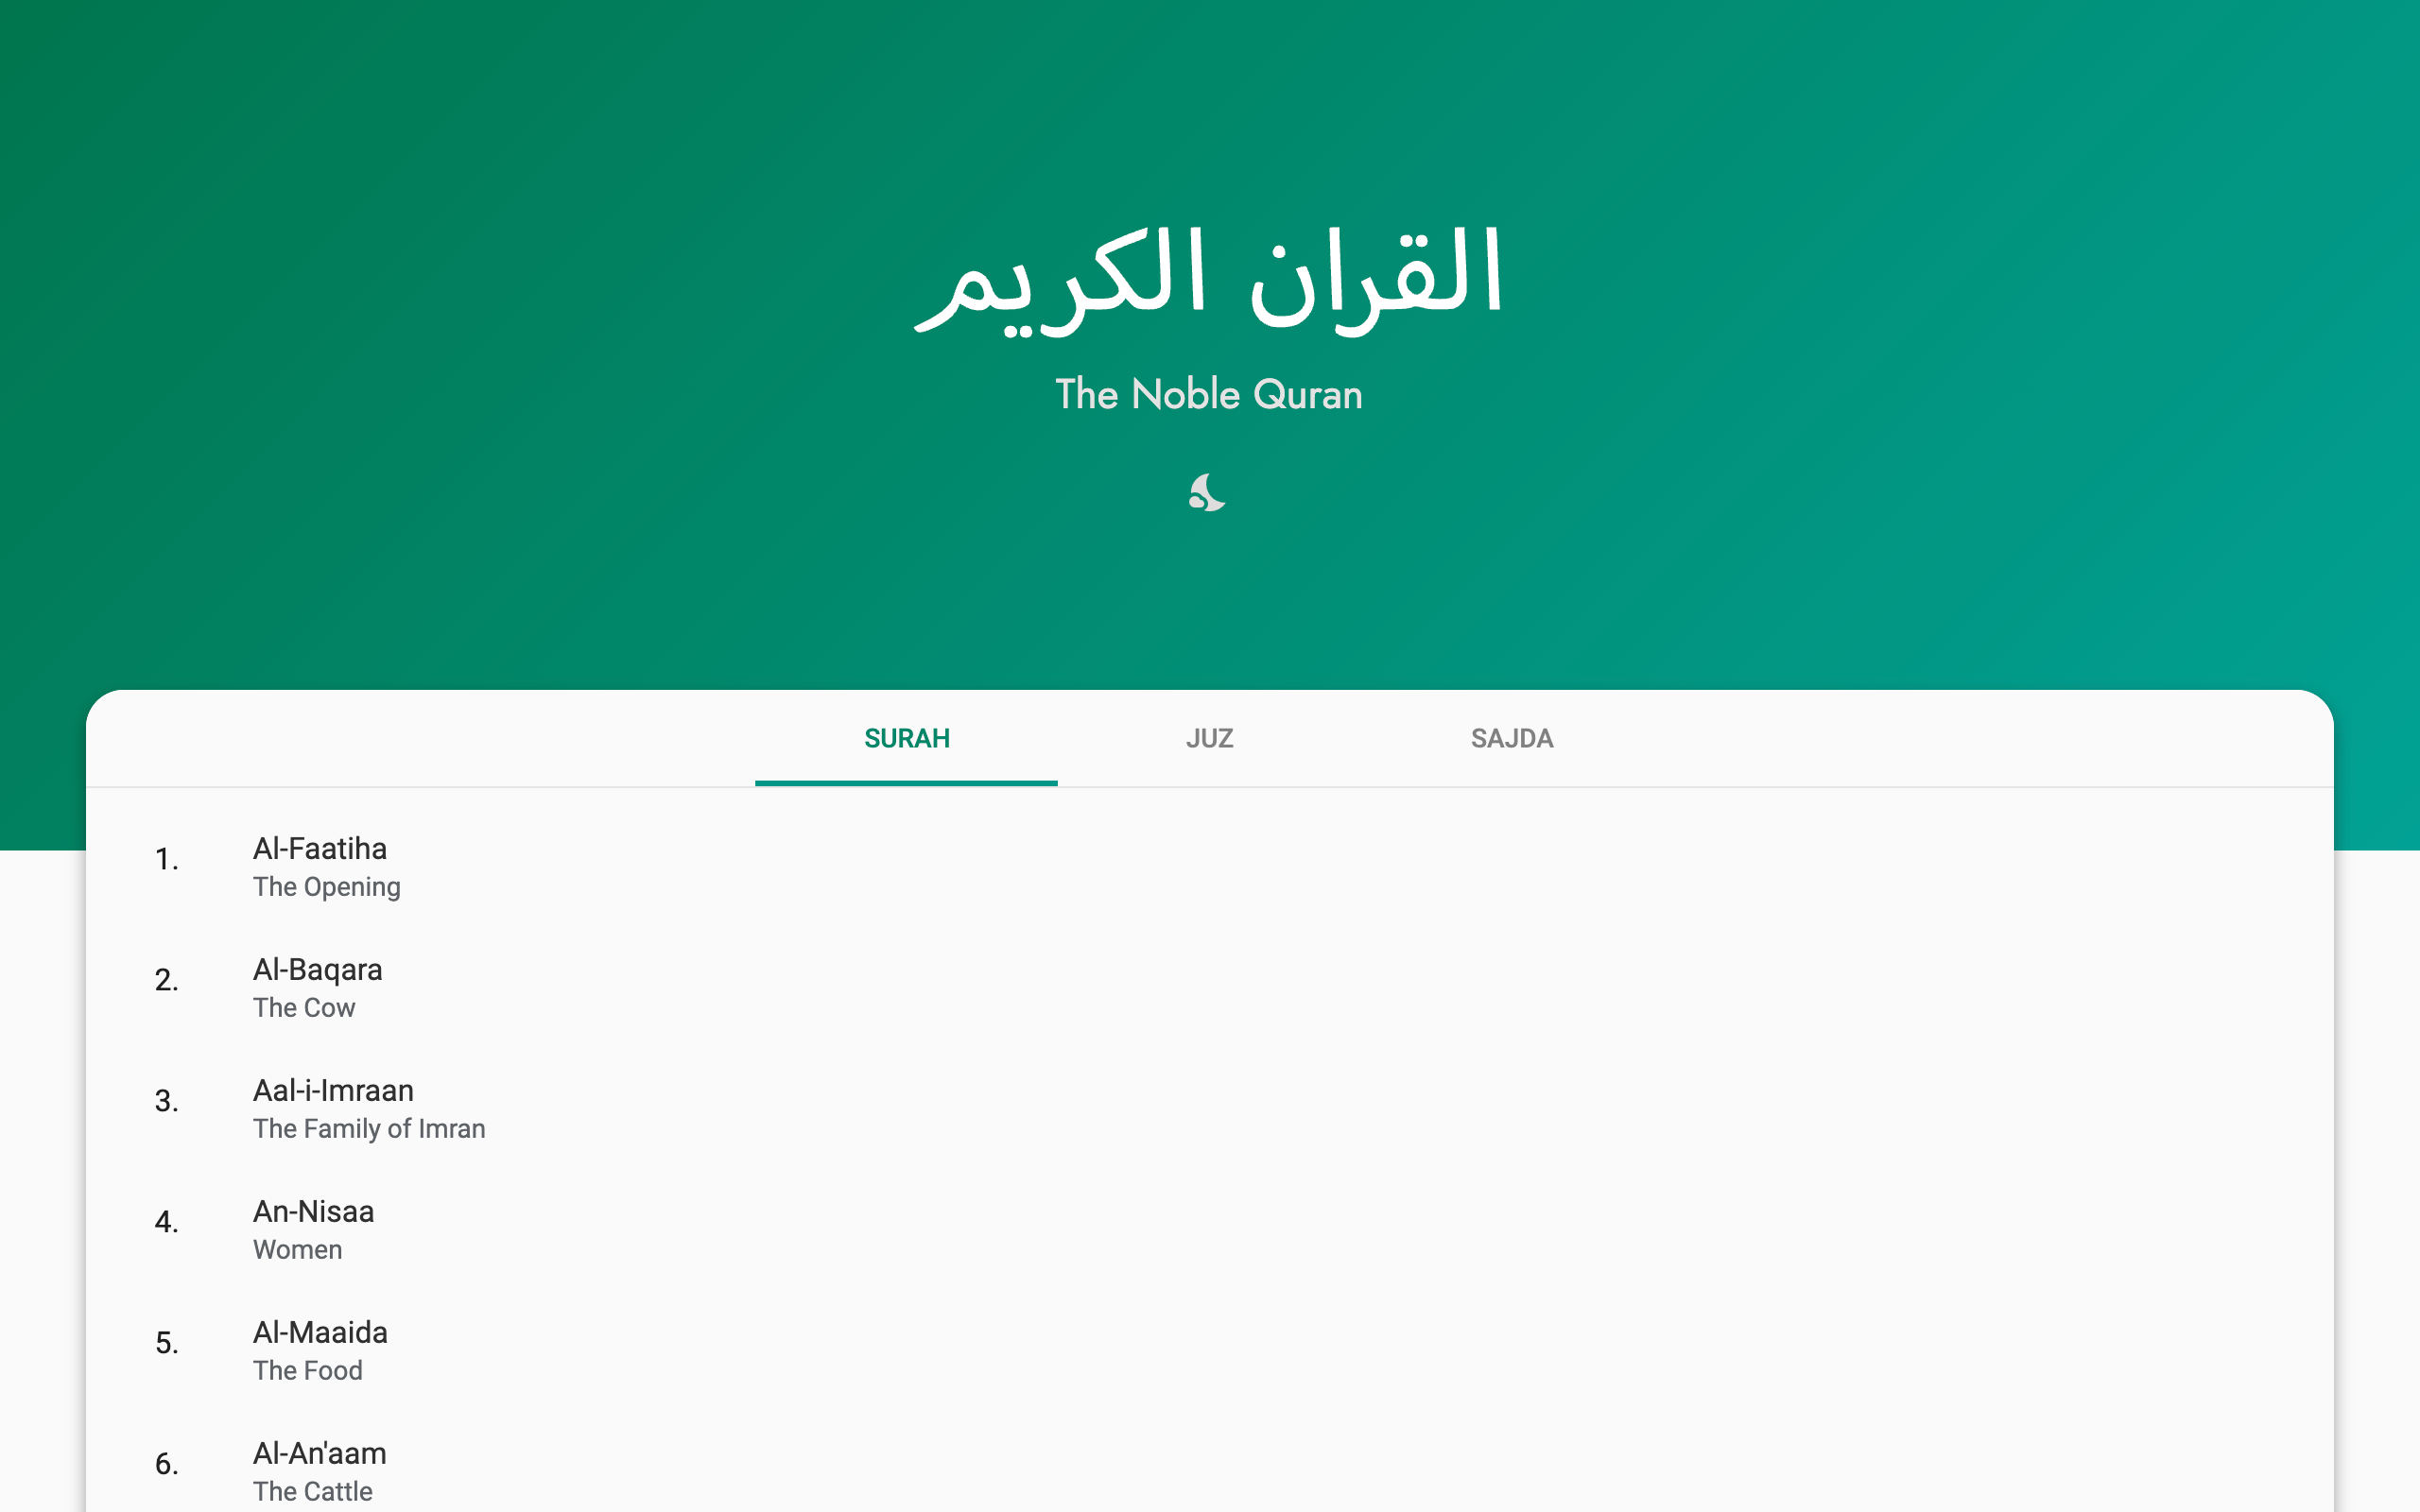 القران الكريم
The Noble Quran
SURAH
JUZ
SAJDA
1.
Al-Faatiha
The Opening
2.
Al-Baqara
The Cow
3.
Aal-i-Imraan
The Family of Imran
4.
An-Nisaa
Women
5.
Al-Maaida
The Food
6.
Al-An'aam
The Cattle